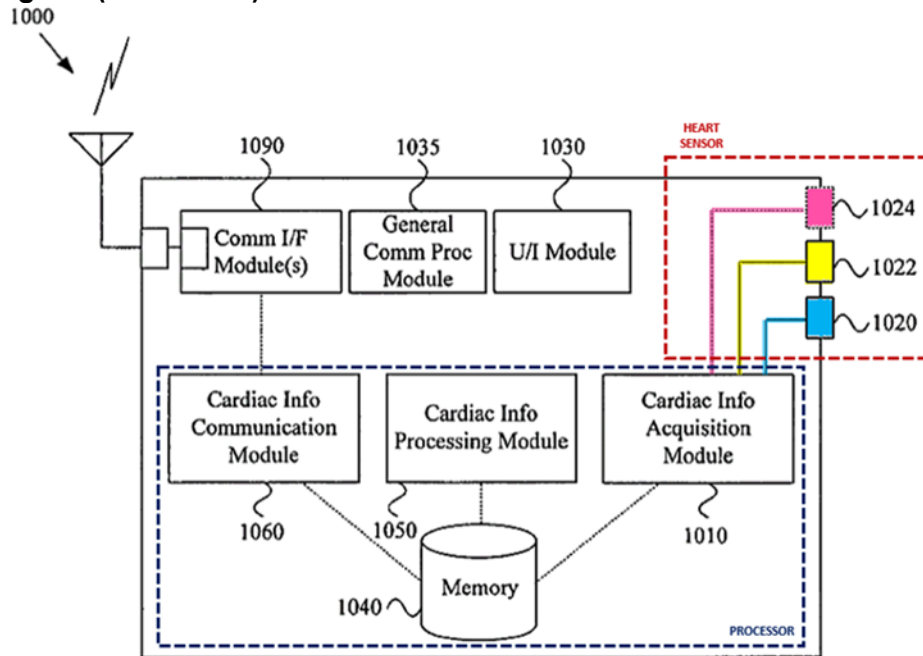 1000
1090
1035
1030
HEART
SENSOR
Comm I/F
Module(s)
General
Comm Proc
Module
U/I Module
1024
1022
1020
Cardiac Info
Communication
Module
Cardiac Info
Processing Module
Cardiac Info
Acquisition
Module
1060
1050
1010
Memory
1040
PROCESSOR